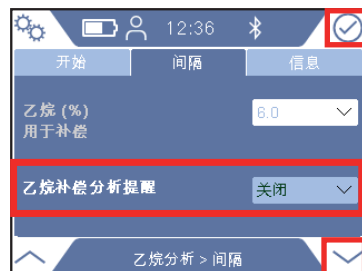 12:36
开始 间隔 信息
乙烷 (%)
用于补偿
6.0
乙烷补偿分析提醒 关闭
乙烷分析 > 间隔